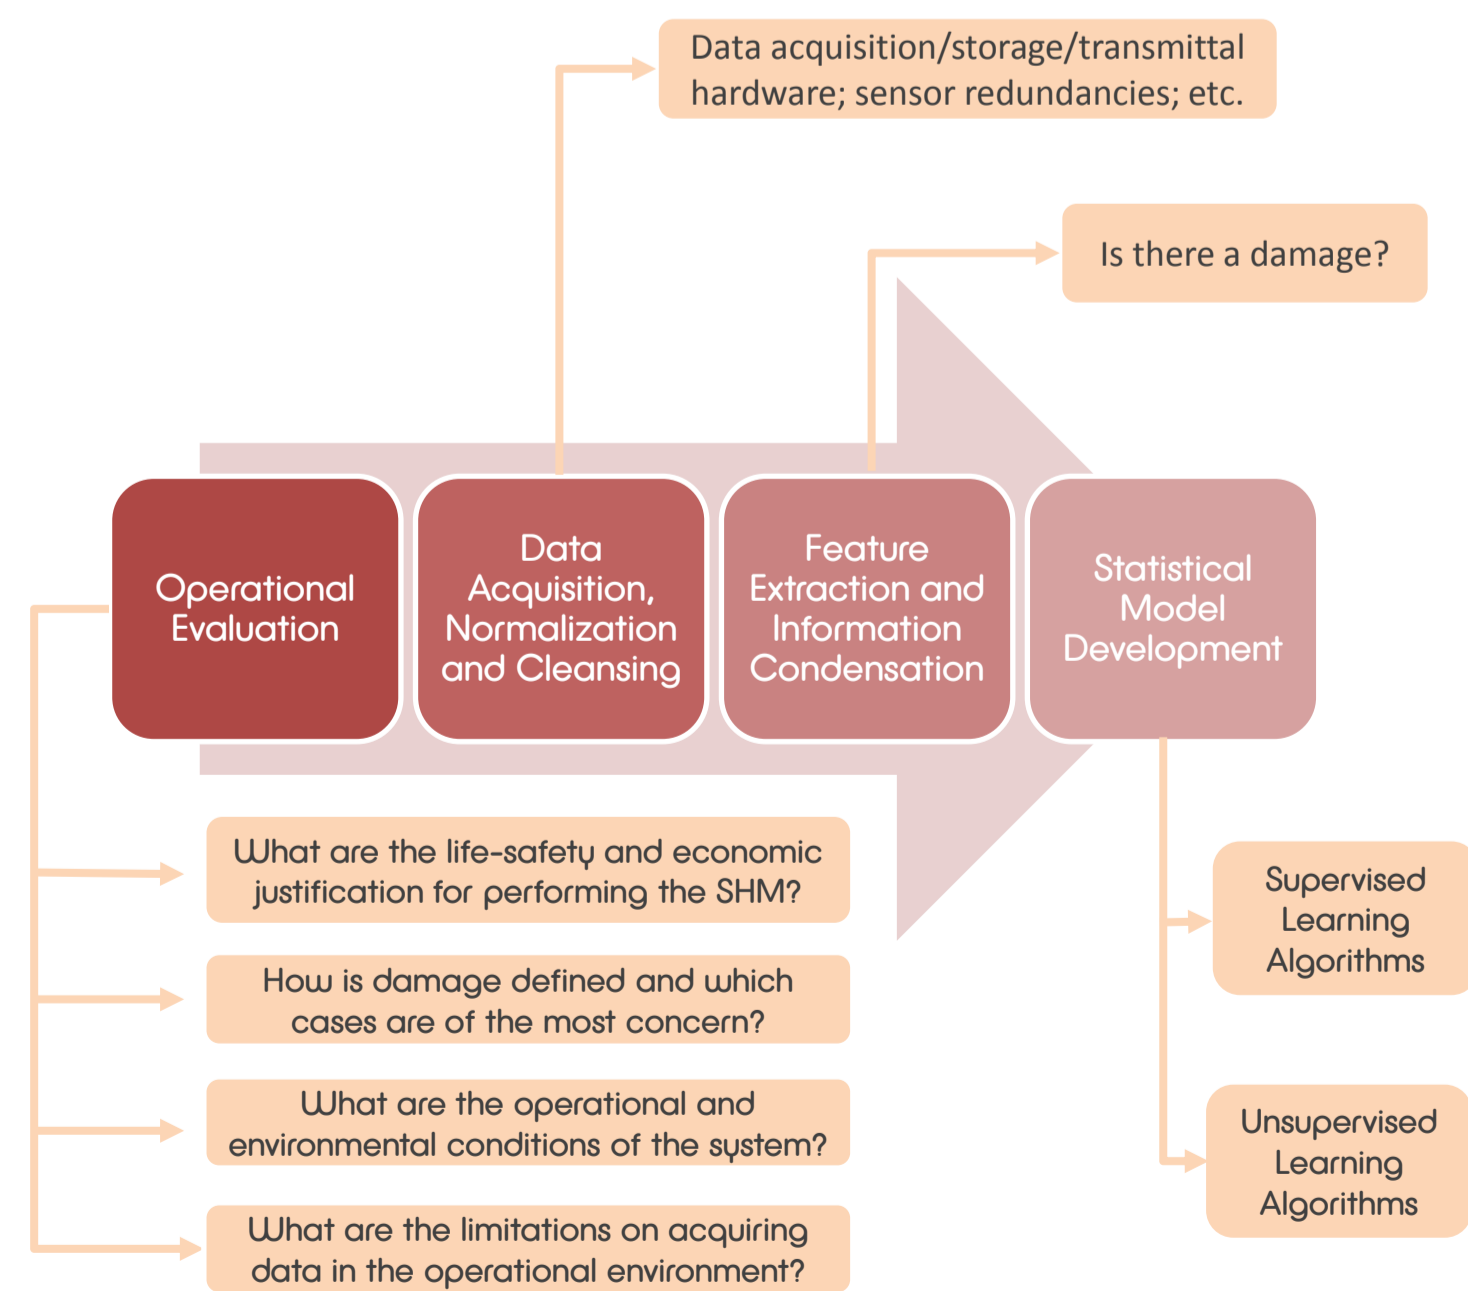 Data acquisition/storage/transmittal
hardware; sensor redundancies; etc.
Is there a damage?
Operational
Evaluation
Data
Acquisition,
Normalization
and Cleansing
Feature
Extraction and
Information
Condensation
Statistical
Model
Development
What are the life-safety and economic
justification for performing the SHM?
How is damage defined and which
cases are of the most concern?
What are the operational and
environmental conditions of the system?
What are the limitations on acquiring
data in the operational environment?
Supervised
Learning
Algorithms
Unsupervised
Learning
Algorithms